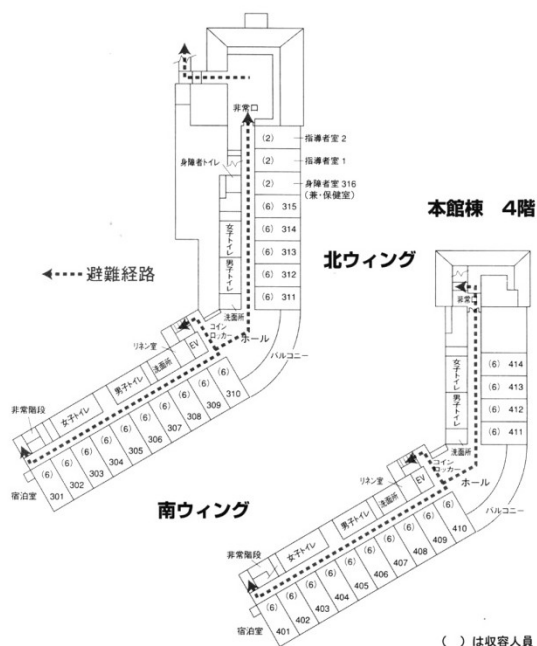 非常口
(2) 指導者室 2
身障者トイレ
(2) 指導者室 1
(2) 身障者室 316
(兼・保健室)
(6) 315
(6) 314
(6) 313
(6) 312
(6) 311
女子トイレ
男子トイレ
洗面所
本館棟 4階
北ウィング
避難経路
コイン
ロッカー
ホール
バルコニー
リネン室
EV
洗面所
男子トイレ
女子トイレ
非常階段
宿泊室
(6) 301
(6) 302
(6) 303
(6) 304
(6) 305
(6) 306
(6) 307
(6) 308
(6) 309
(6) 310
南ウィング
非常口
(6) 414
(6) 413
(6) 412
(6) 411
女子トイレ
男子トイレ
洗面所
コイン
ロッカー
ホール
バルコニー
リネン室
EV
洗面所
男子トイレ
女子トイレ
非常階段
宿泊室
(6) 401
(6) 402
(6) 403
(6) 404
(6) 405
(6) 406
(6) 407
(6) 408
(6) 409
(6) 410
( )は収容人員